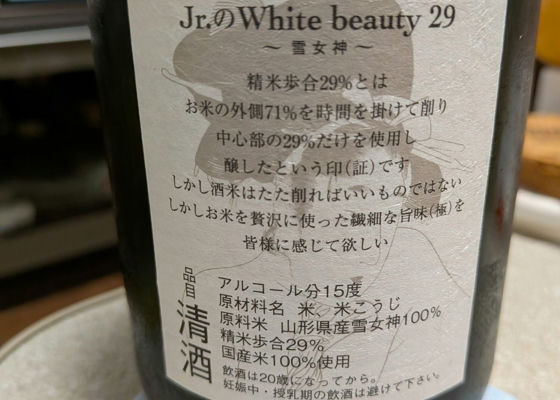 Jr.のWhite beauty 29
～雪女神～
精米歩合29%とは
お米の外側71%を時間を掛けて削り
中心部の29%だけを使用し
醸したという印(証)です
しかし酒米はたた削ればいいものではない
しかしお米を贅沢に使った繊細な旨味(極)を
皆様に感じて欲しい
品目
清酒
アルコール分15度
原材料名 米、米こうじ
原料米 山形県産雪女神100%
精米歩合29%
国産米100%使用
飲酒は20歳になってから。
妊娠中・授乳期の飲酒は避けて下さい。